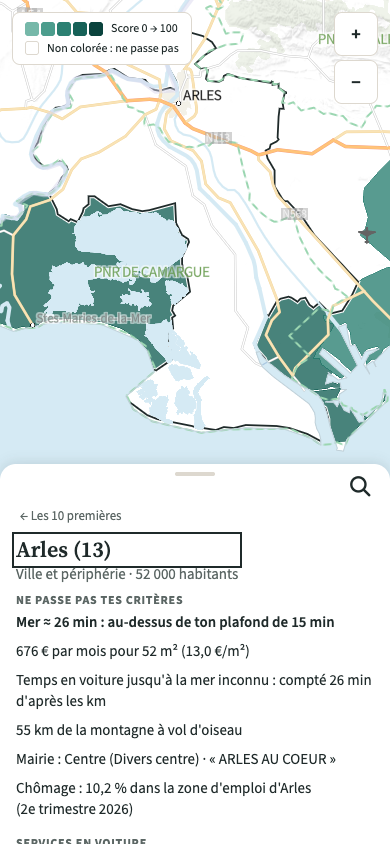 Score 0 → 100
Non colorée : ne passe pas
+
−
ARLES
N113
N568
PNR DE CAMARGUE
Stes-Maries-de-la-Mer
← Les 10 premières
Arles (13)
Ville et périphérie · 52 000 habitants
NE PASSE PAS TES CRITÈRES
Mer ≈ 26 min : au-dessus de ton plafond de 15 min
676 € par mois pour 52 m² (13,0 €/m²)
Temps en voiture jusqu'à la mer inconnu : compté 26 min
d'après les km
55 km de la montagne à vol d'oiseau
Mairie : Centre (Divers centre) · « ARLES AU COEUR »
Chômage : 10,2 % dans la zone d'emploi d'Arles
(2e trimestre 2026)
SERVICES EN VOITURE